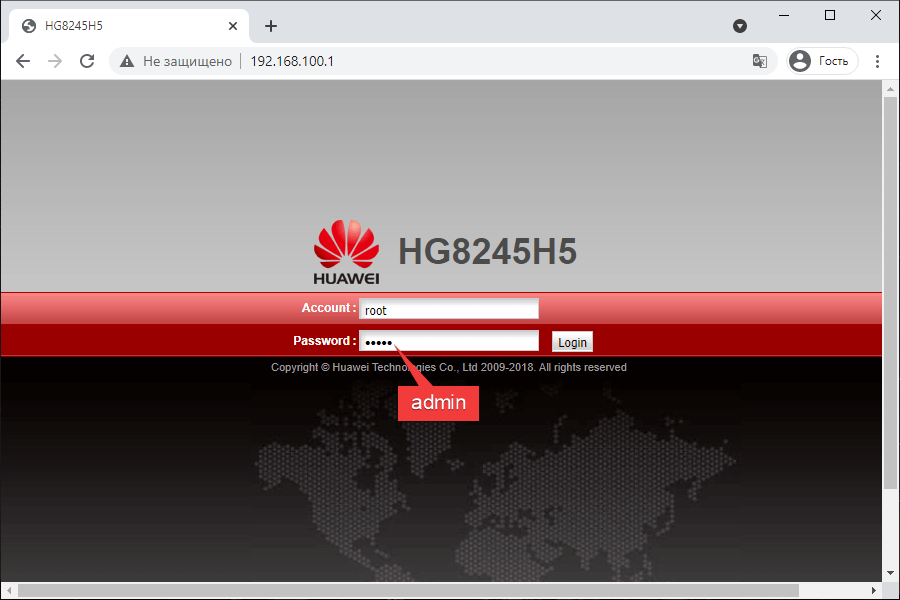 HG8245H5
Не защищено
192.168.100.1
Гость
HUAWEI
HG8245H5
Account :
root
Password :
•••••
Login
Copyright © Huawei Technologies Co., Ltd 2009-2018. All rights reserved
admin